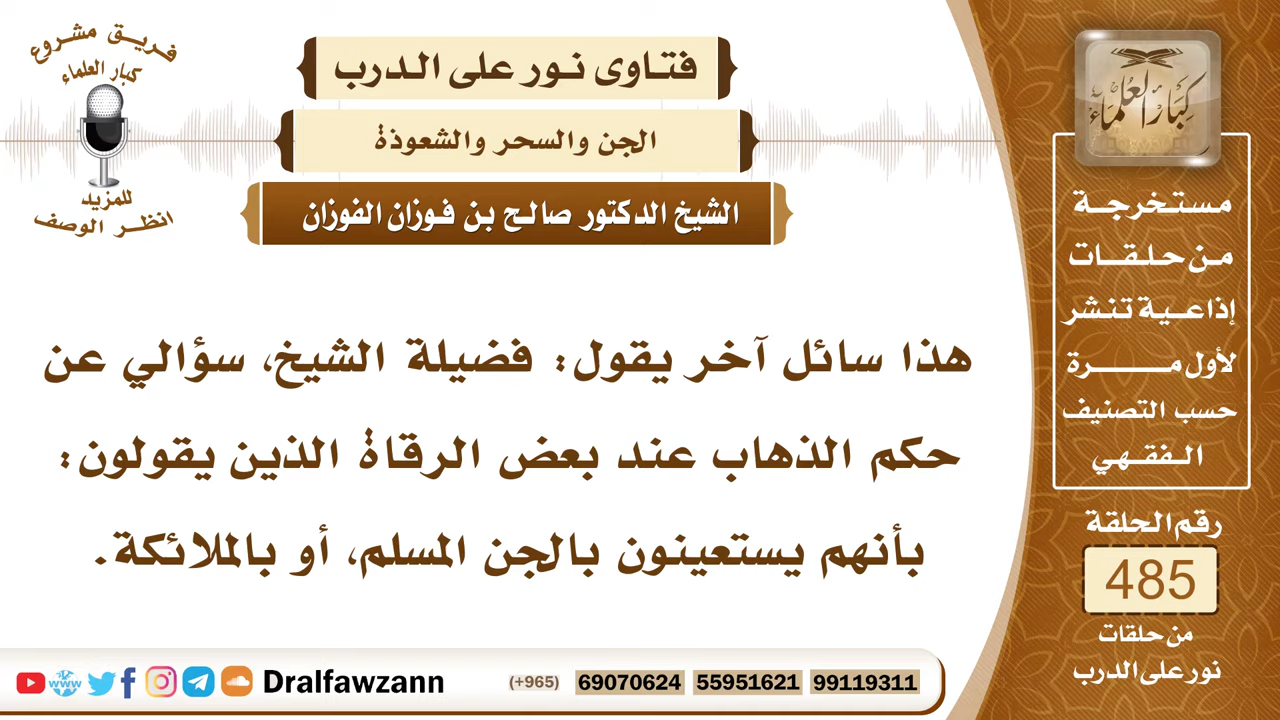 فريق مشروع
كبار العلماء
للمزيد
انظر الوصف
فتاوى نور على الدرب
الجن والسحر والشعوذة
الشيخ الدكتور صالح بن فوزان الفوزان
هذا سائل آخر يقول: فضيلة الشيخ، سؤالي عن
حكم الذهاب عند بعض الرقاة الذين يقولون:
بأنهم يستعينون بالجن المسلم، أو بالملائكة.
كبار العلماء
مستخرجة
من حلقات
إذاعية تنشر
لأول مرة
حسب التصنيف
الفقهي
رقم الحلقة
485
من حلقات
نور على الدرب
www
Dralfawzann
(+965) 69070624 55951621 99119311